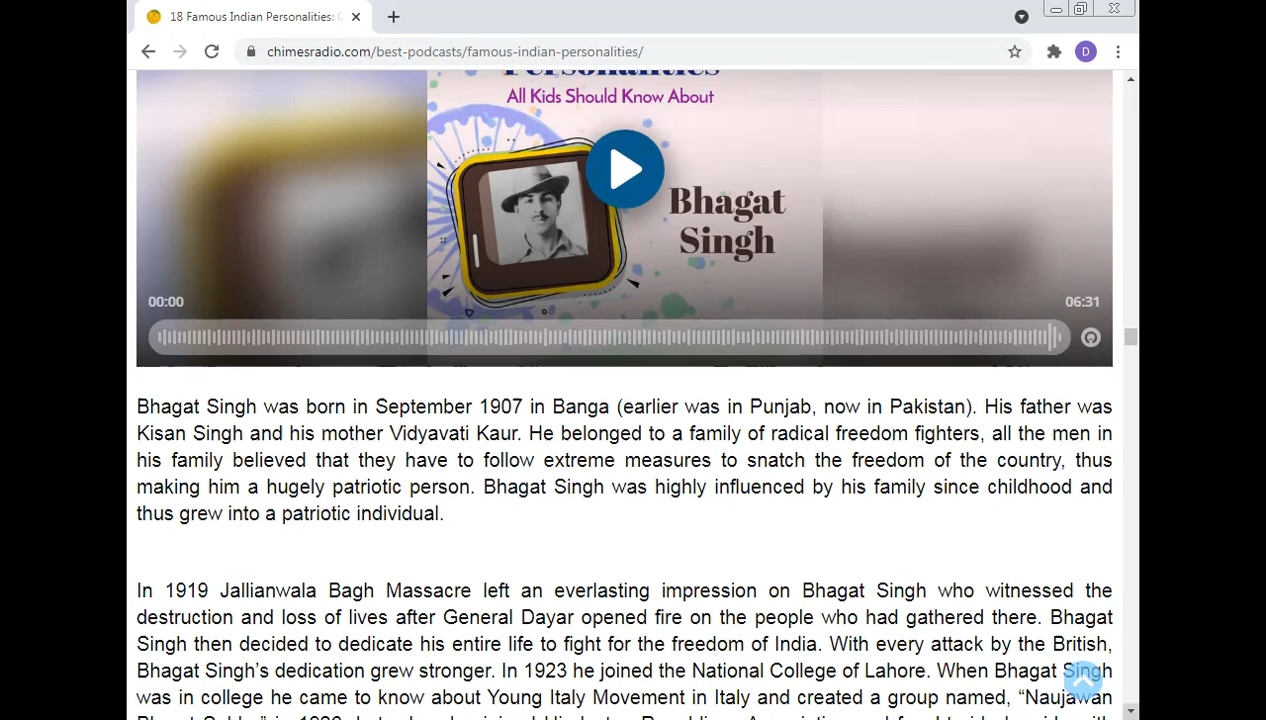 18 Famous Indian Personalities:
chimesradio.com/best-podcasts/famous-indian-personalities/
D
Personalities
All Kids Should Know About
Bhagat
Singh
00:00
06:31
Bhagat Singh was born in September 1907 in Banga (earlier was in Punjab, now in Pakistan). His father was
Kisan Singh and his mother Vidyavati Kaur. He belonged to a family of radical freedom fighters, all the men in
his family believed that they have to follow extreme measures to snatch the freedom of the country, thus
making him a hugely patriotic person. Bhagat Singh was highly influenced by his family since childhood and
thus grew into a patriotic individual.
In 1919 Jallianwala Bagh Massacre left an everlasting impression on Bhagat Singh who witnessed the
destruction and loss of lives after General Dayar opened fire on the people who had gathered there. Bhagat
Singh then decided to dedicate his entire life to fight for the freedom of India. With every attack by the British,
Bhagat Singh’s dedication grew stronger. In 1923 he joined the National College of Lahore. When Bhagat Singh
was in college he came to know about Young Italy Movement in Italy and created a group named, “Naujawan